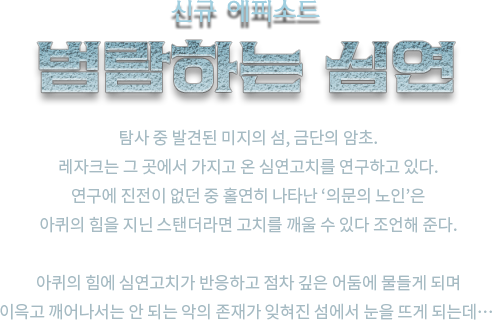 신규 에피소드
범람하는 심연
탐사 중 발견된 미지의 섬, 금단의 암초.
레자크는 그 곳에서 가지고 온 심연고치를 연구하고 있다.
연구에 진전이 없던 중 홀연히 나타난 ‘의문의 노인’은
아퀴의 힘을 지닌 스탠더라면 고치를 깨울 수 있다 조언해 준다.
아퀴의 힘에 심연고치가 반응하고 점차 깊은 어둠에 물들게 되며
이윽고 깨어나서는 안 되는 악의 존재가 잊혀진 섬에서 눈을 뜨게 되는데…